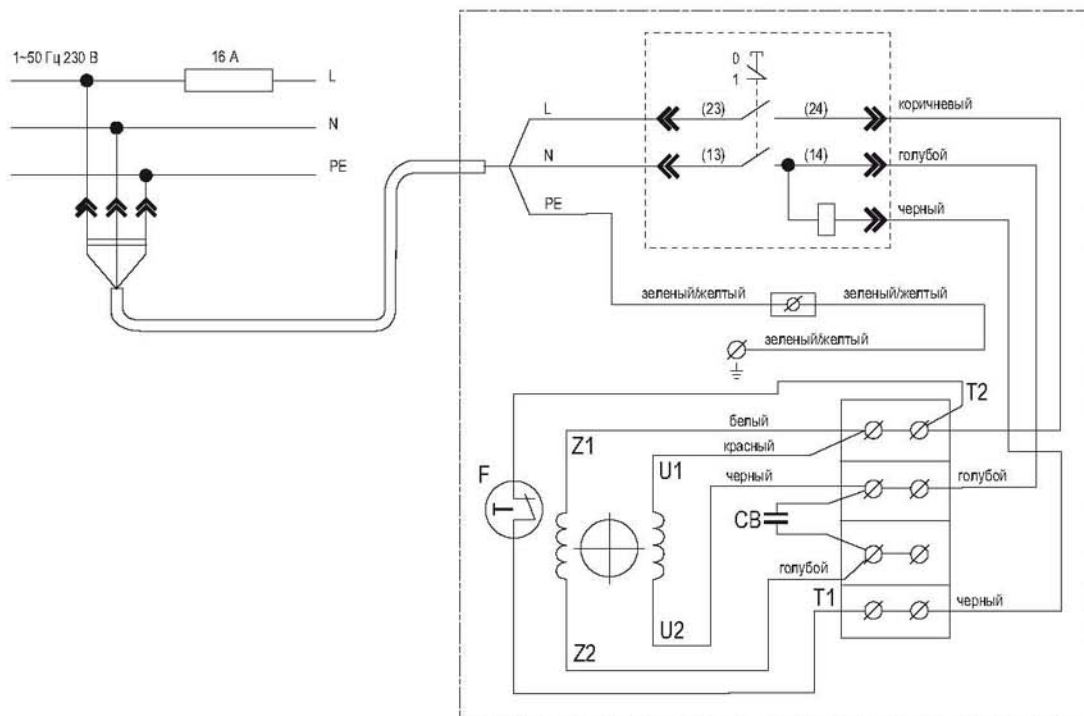 1~50 Гц 230 В
16 А
L
N
PE
0
1
L
(23)
(24)
коричневый
N
(13)
(14)
голубой
PE
черный
зеленый/желтый
зеленый/желтый
зеленый/желтый
T2
белый
Z1
красный
F
U1
черный
голубой
T
CB
голубой
T1
черный
U2
Z2